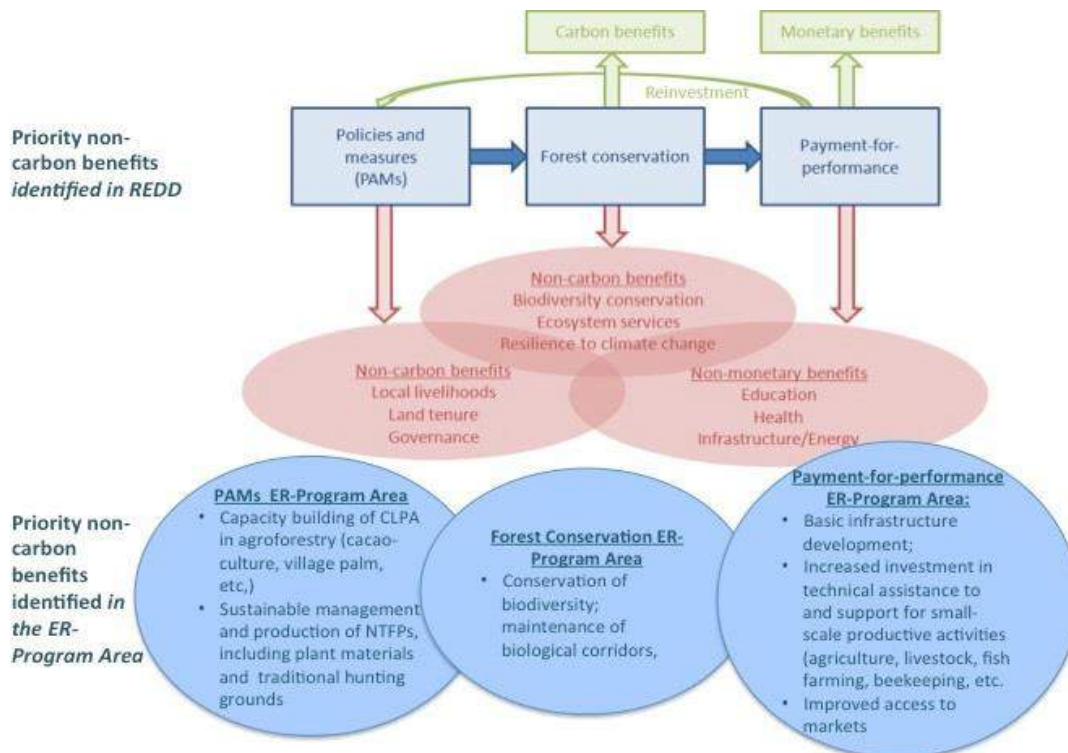 Carbon benefits
Monetary benefits
Reinvestment
Priority non-
carbon benefits
identified in REDD
Policies and
measures
(PAMs)
Forest conservation
Payment-for-
performance
Non-carbon benefits
Biodiversity conservation
Ecosystem services
Resilience to climate change
Non-carbon benefits
Local livelihoods
Land tenure
Governance
Non-monetary benefits
Education
Health
Infrastructure/Energy
Priority non-
carbon
benefits
identified in
the ER-
Program Area
PAMs ER-Program Area
• Capacity building of CLPA
in agroforestry (cacao-
culture, village palm,
etc,)
• Sustainable management
and production of NTFPs,
including plant materials
and traditional hunting
grounds
Forest Conservation ER-
Program Area
• Conservation of
biodiversity;
maintenance of
biological corridors,
Payment-for-performance
ER-Program Area:
• Basic infrastructure
development;
• Increased investment in
technical assistance to
and support for small-
scale productive activities
(agriculture, livestock, fish
farming, beekeeping, etc.
• Improved access to
markets